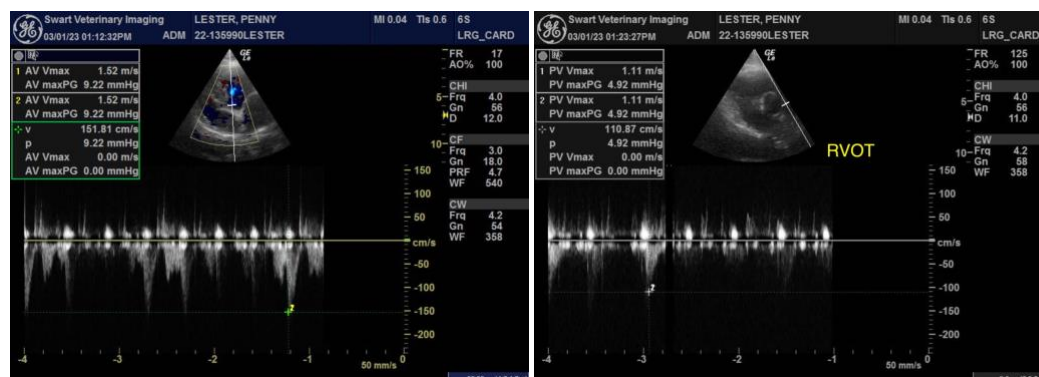 Swart Veterinary Imaging LESTER, PENNY MI 0.04 TIs 0.6 6S
03/01/23 01:12:32PM ADM 22-135990LESTER LRG_CARD
1 AV Vmax 1.52 m/s
AV maxPG 9.22 mmHg
2 AV Vmax 1.52 m/s
AV maxPG 9.22 mmHg
v 151.81 cm/s
p 9.22 mmHg
AV Vmax 0.00 m/s
AV maxPG 0.00 mmHg
FR 17
AO% 100
CHI
Frq 4.0
Gn 56
D 12.0
CF
Frq 3.0
Gn 18.0
PRF 4.7
WF 540
CW
Frq 4.2
Gn 54
WF 358
5
10
150
100
50
cm/s
-50
-100
-150
-200
2
-4 -3 -2 -1 0
50 mm/s
Swart Veterinary Imaging LESTER, PENNY MI 0.04 TIs 0.6 6S
03/01/23 01:23:27PM ADM 22-135990LESTER LRG_CARD
1 PV Vmax 1.11 m/s
PV maxPG 4.92 mmHg
2 PV Vmax 1.11 m/s
PV maxPG 4.92 mmHg
v 110.87 cm/s
p 4.92 mmHg
PV Vmax 0.00 m/s
PV maxPG 0.00 mmHg
RVOT
FR 125
AO% 100
CHI
Frq 4.0
Gn 56
D 11.0
CW
Frq 4.2
Gn 58
WF 358
5
10
150
100
50
cm/s
-50
-100
-150
-200
2
-4 -3 -2 -1 0
50 mm/s